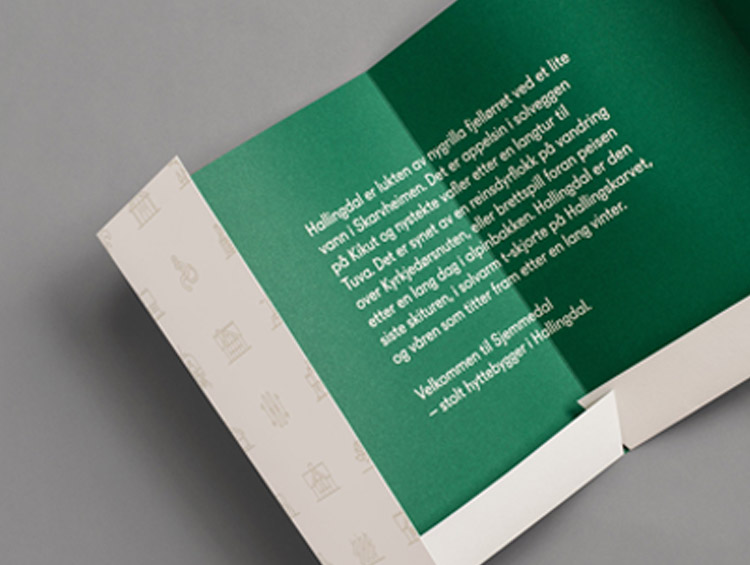 Hallingdal er lukten av nygrilla fjellørret ved et lite
vann i Skarvheimen. Det er appelsin i solveggen
på Kikut og nystekte vafler etter en langtur til
Tuva. Det er synet av en reinsdyrflokk på vandring
over Kyrkjedørsnuten, eller brettspill foran peisen
etter en lang dag i alpinbakken. Hallingdal er den
siste skituren, i solvarm t-skjorte på Hallingskarvet,
og våren som titter fram etter en lang vinter.
Velkommen til Sjemmedal
– stolt hyttebygger i Hallingdal.